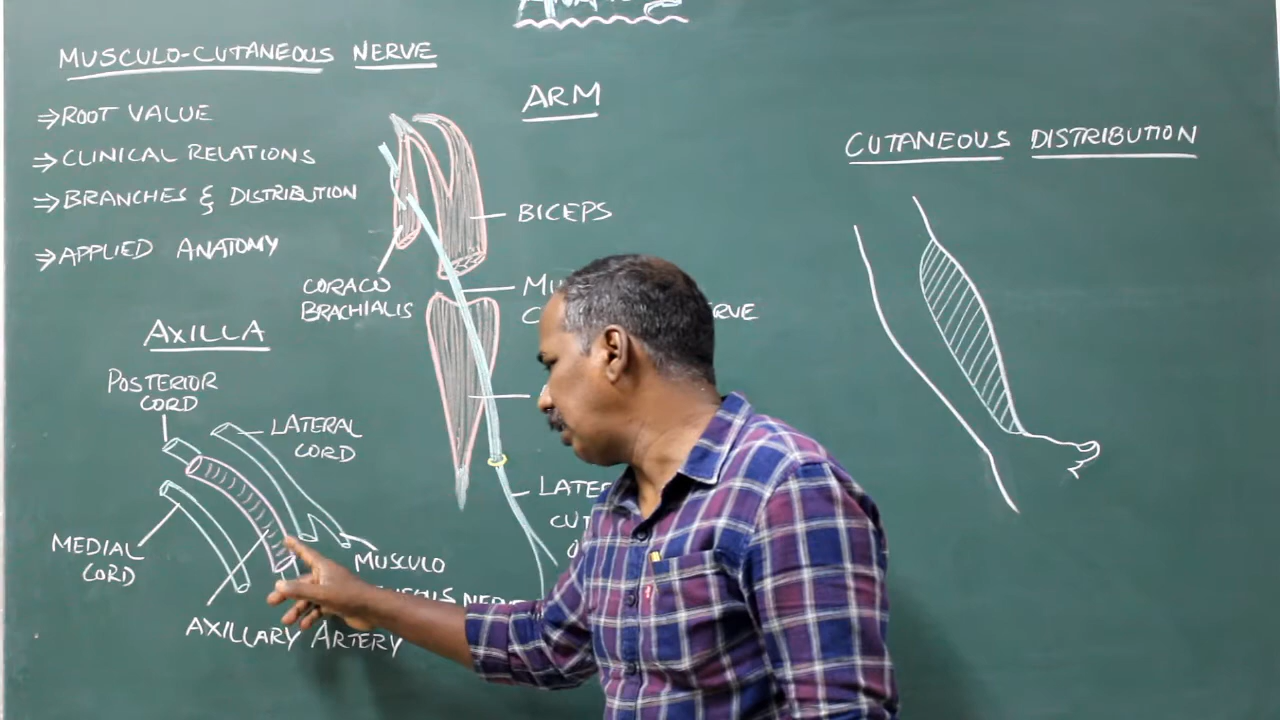 MUSCULO-CUTANEOUS NERVE
⇒ROOT VALUE
⇒CLINICAL RELATIONS
⇒BRANCHES & DISTRIBUTION
⇒APPLIED ANATOMY
ARM
BICEPS
CORACO
BRACHIALIS
AXILLA
POSTERIOR
CORD
LATERAL
CORD
MEDIAL
CORD
MUSCULO
NERVE
AXILLARY ARTERY
CUTANEOUS DISTRIBUTION